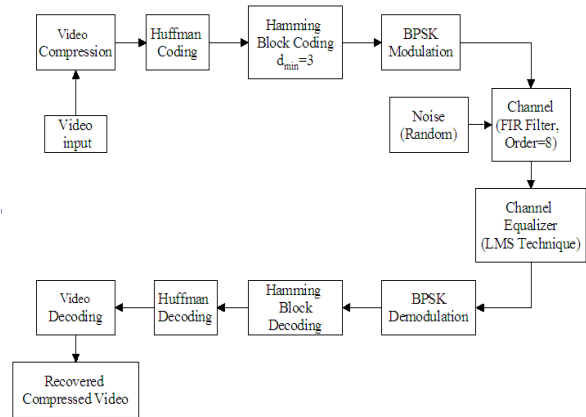 Video
Compression
Huffman
Coding
Hamming
Block Coding
dmin=3
BPSK
Modulation
Video
input
Noise
(Random)
Channel
(FIR Filter,
Order=8)
Channel
Equalizer
(LMS Technique)
Video
Decoding
Huffman
Decoding
Hamming
Block
Decoding
BPSK
Demodulation
Recovered
Compressed Video